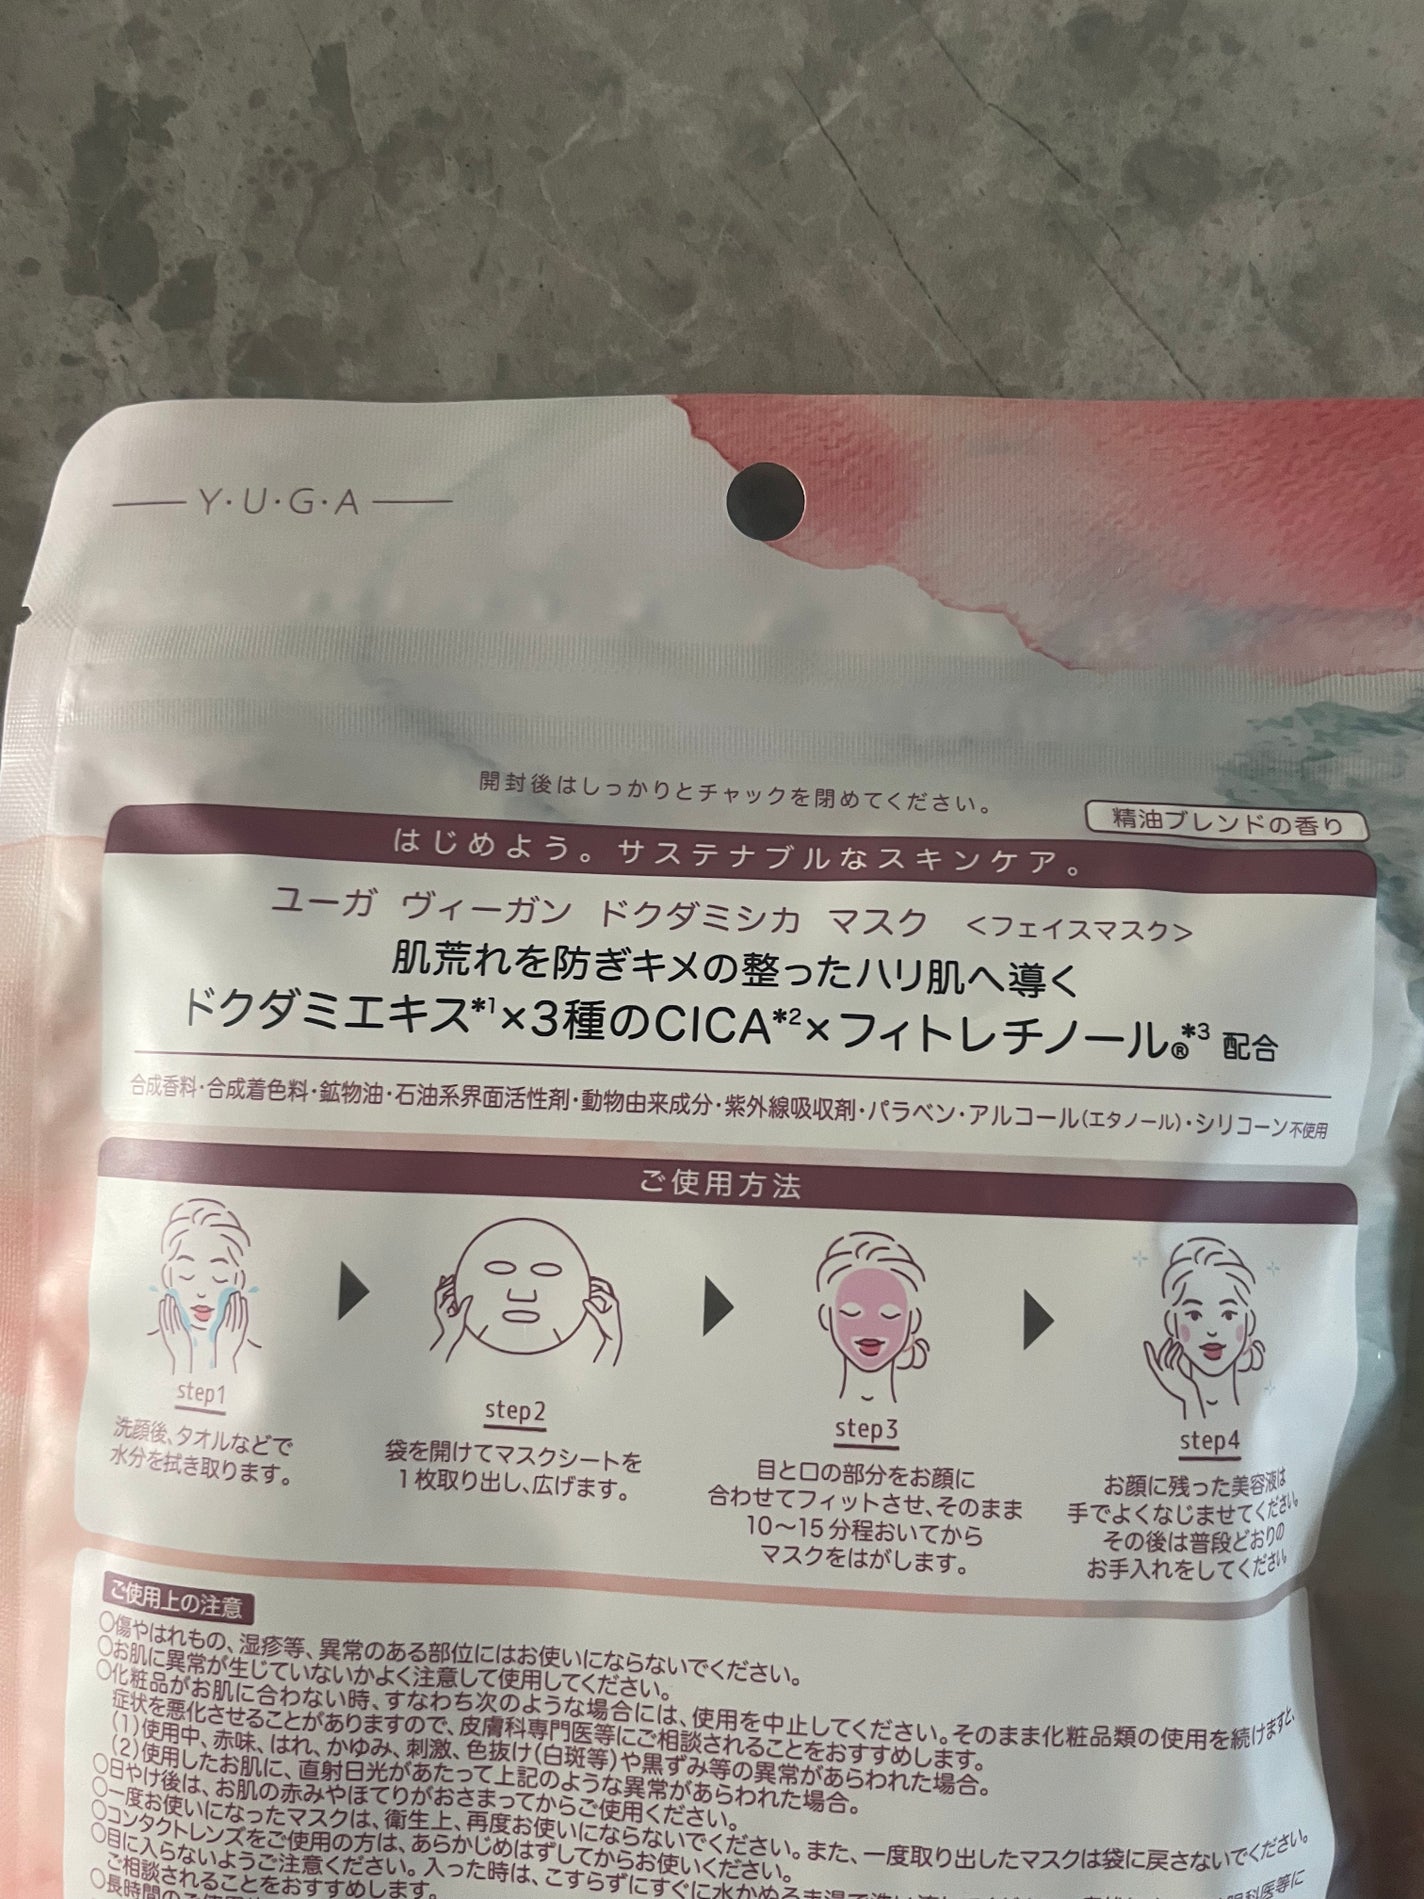 Y・U・G・A
開封後はしっかりとチャックを閉めてください。
精油ブレンドの香り
はじめよう。サステナブルなスキンケア。
ユーガ ヴィーガン ドクダミシカ マスク <フェイスマスク>
肌荒れを防ぎキメの整ったハリ肌へ導く
ドクダミエキス*1×3種のCICA*2×フィトレチノール®*3 配合
合成香料・合成着色料・鉱物油・石油系界面活性剤・動物由来成分・紫外線吸収剤・パラベン・アルコール(エタノール)・シリコーン不使用
ご使用方法
step1
洗顔後、タオルなどで
水分を拭き取ります。
step2
袋を開けてマスクシートを
1枚取り出し、広げます。
step3
目と口の部分をお顔に
合わせてフィットさせ、そのまま
10〜15分程おいてから
マスクをはがします。
step4
お顔に残った美容液は
手でよくなじませてください。
その後は普段どおりの
お手入れをしてください。
ご使用上の注意
○傷やはれもの、湿疹等、異常のある部位にはお使いにならないでください。
○お肌に異常が生じていないかよく注意して使用してください。
○化粧品がお肌に合わない時、すなわち次のような場合には、使用を中止してください。そのまま化粧品類の使用を続けますと、
症状を悪化させることがありますので、皮膚科専門医等にご相談されることをおすすめします。
(1)使用中、赤味、はれ、かゆみ、刺激、色抜け(白斑等)や黒ずみ等の異常があらわれた場合。
(2)使用したお肌に、直射日光があたって上記のような異常があらわれた場合。
○日やけ後は、お肌の赤みやほてりがおさまってからご使用ください。
○一度お使いになったマスクは、衛生上、再度お使いにならないでください。また、一度取り出したマスクは袋に戻さないでください。
○コンタクトレンズをご使用の方は、あらかじめはずしてからお使いください。
○目に入らないようご注意ください。入った時は、こすらずにすぐに水かぬるま湯で
ご相談されることをおすすめします。
○長時間の